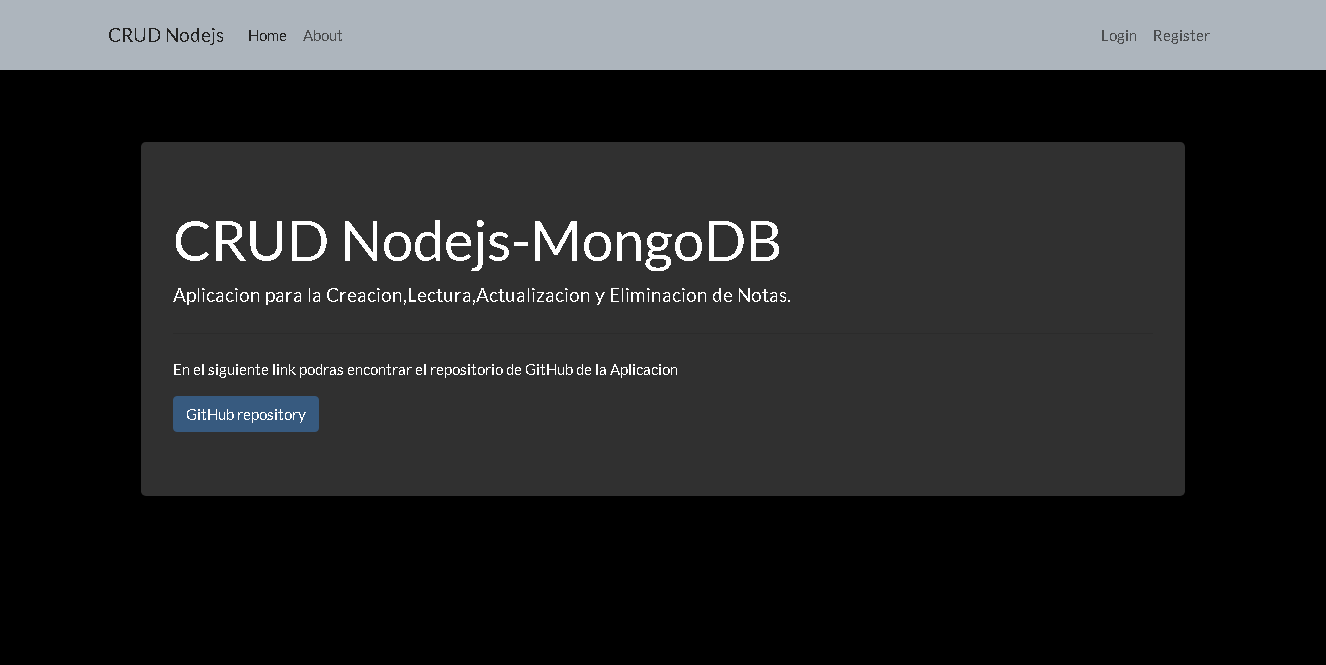 CRUD Nodejs Home About Login Register
CRUD Nodejs-MongoDB
Aplicacion para la Creacion,Lectura,Actualizacion y Eliminacion de Notas.
En el siguiente link podras encontrar el repositorio de GitHub de la Aplicacion
GitHub repository